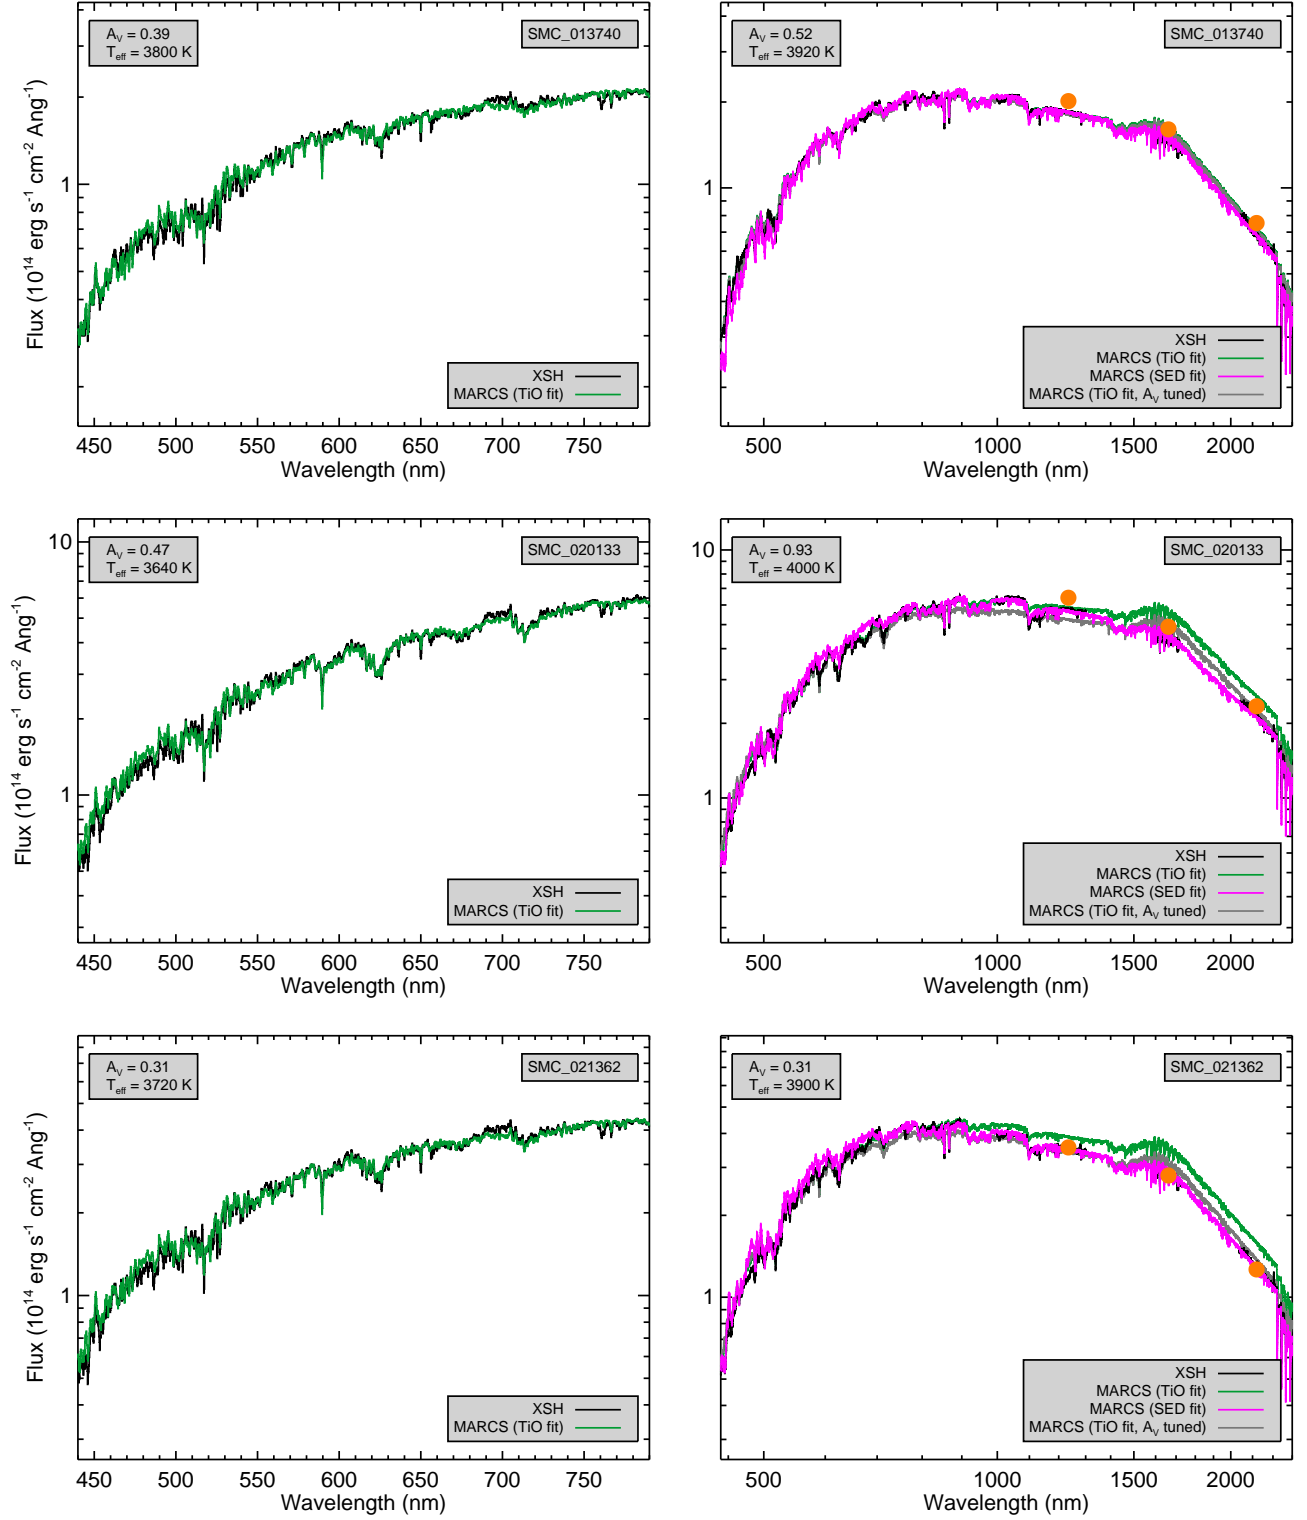 A_V = 0.39
T_eff = 3800 K
SMC_013740
1
Flux (10^14 erg s^-1 cm^-2 Ang^-1)
XSH
MARCS (TiO fit)
450 500 550 600 650 700 750
Wavelength (nm)
A_V = 0.52
T_eff = 3920 K
SMC_013740
1
XSH
MARCS (TiO fit)
MARCS (SED fit)
MARCS (TiO fit, A_V tuned)
500 1000 1500 2000
Wavelength (nm)
10
A_V = 0.47
T_eff = 3640 K
SMC_020133
1
Flux (10^14 erg s^-1 cm^-2 Ang^-1)
XSH
MARCS (TiO fit)
450 500 550 600 650 700 750
Wavelength (nm)
10
A_V = 0.93
T_eff = 4000 K
SMC_020133
1
XSH
MARCS (TiO fit)
MARCS (SED fit)
MARCS (TiO fit, A_V tuned)
500 1000 1500 2000
Wavelength (nm)
A_V = 0.31
T_eff = 3720 K
SMC_021362
1
Flux (10^14 erg s^-1 cm^-2 Ang^-1)
XSH
MARCS (TiO fit)
450 500 550 600 650 700 750
Wavelength (nm)
A_V = 0.31
T_eff = 3900 K
SMC_021362
1
XSH
MARCS (TiO fit)
MARCS (SED fit)
MARCS (TiO fit, A_V tuned)
500 1000 1500 2000
Wavelength (nm)